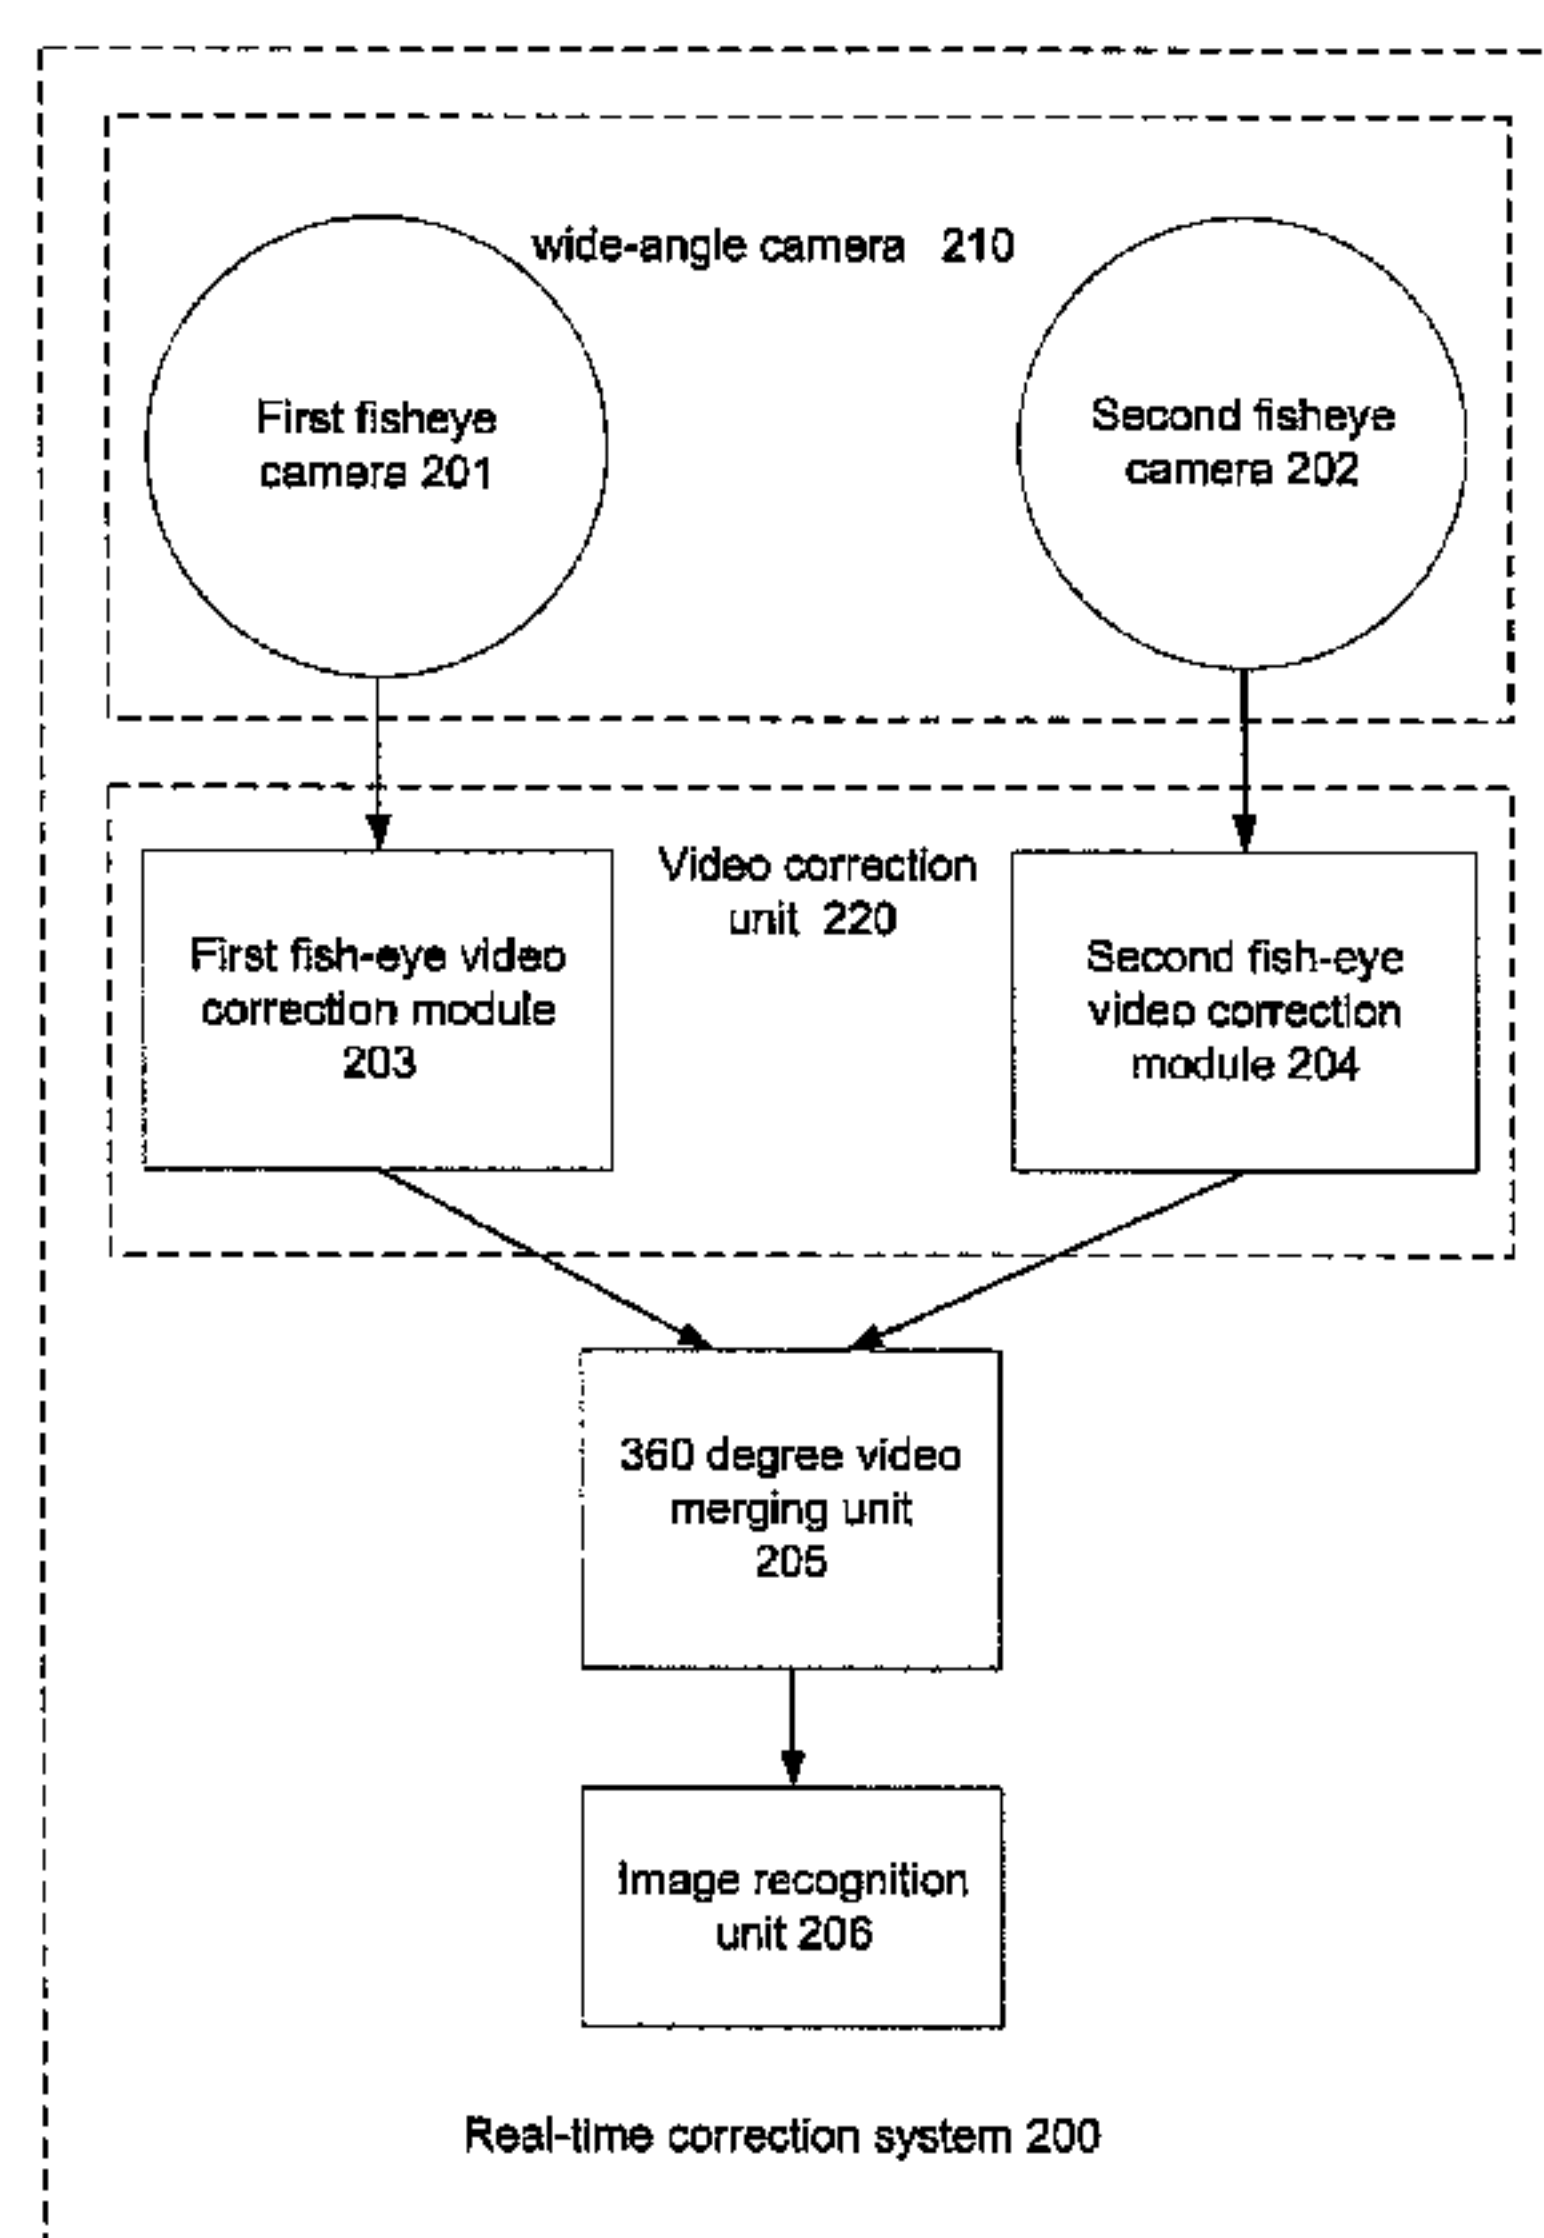 wide-angle camera 210
First fisheye
camera 201
Second fisheye
camera 202
Video correction
unit 220
First fish-eye video
correction module
203
Second fish-eye
video correction
module 204
360 degree video
merging unit
205
Image recognition
unit 206
Real-time correction system 200